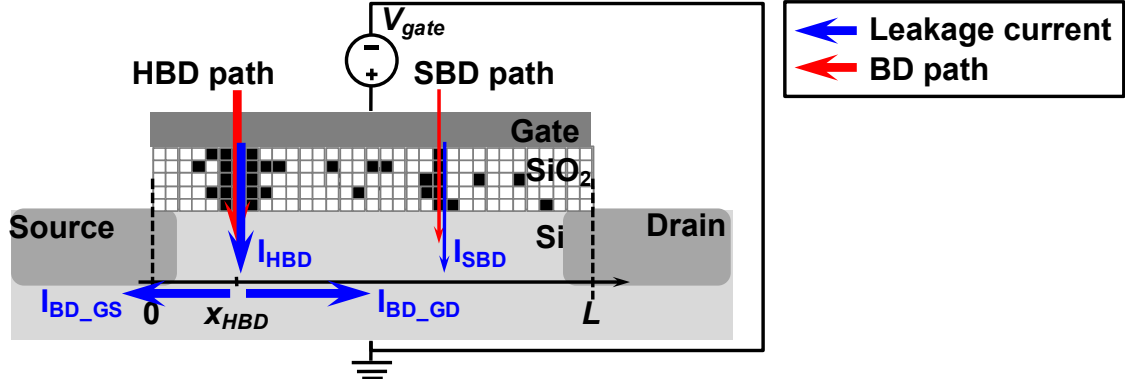 V_gate
Leakage current
BD path
HBD path
SBD path
Gate
SiO₂
Source
Si
Drain
I_HBD
I_SBD
I_BD_GS
0
x_HBD
I_BD_GD
L